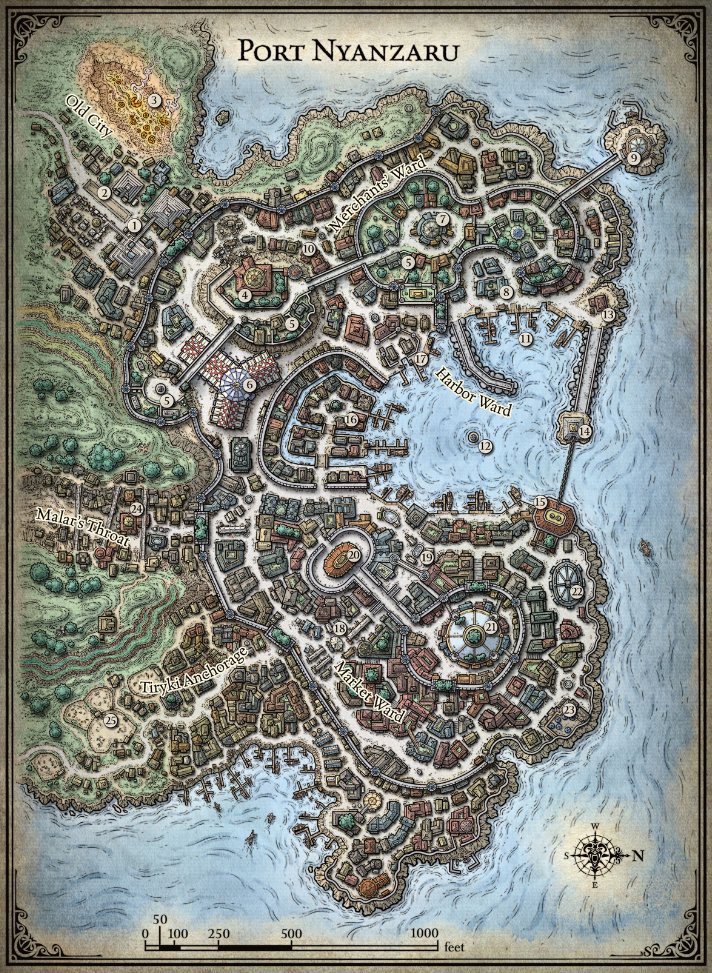 Port Nyanzaru
Old City
3
9
2
1
Merchants' Ward
7
10
5
4
8
5
13
11
17
6
5
Harbor Ward
16
14
12
15
24
Malar's Throat
20
19
22
21
18
Tiryki Anchorage
Market Ward
25
23
W
S N
E
50
0 100 250 500 1000
feet